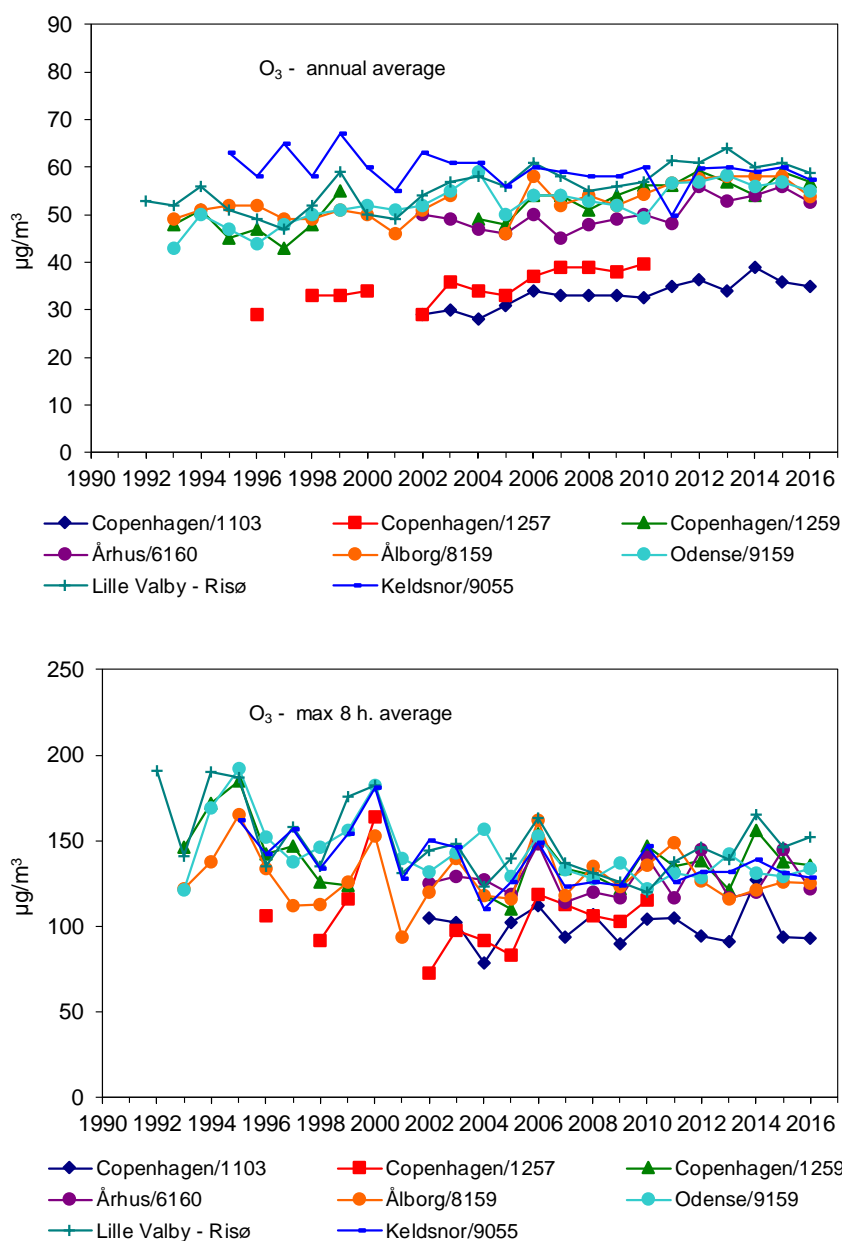 90
80
70
60
50
40
30
20
10
0
µg/m³
O₃ - annual average
1990 1992 1994 1996 1998 2000 2002 2004 2006 2008 2010 2012 2014 2016
Copenhagen/1103 Copenhagen/1257 Copenhagen/1259
Århus/6160 Ålborg/8159 Odense/9159
Lille Valby - Risø Keldsnor/9055
250
200
150
100
50
0
µg/m³
O₃ - max 8 h. average
1990 1992 1994 1996 1998 2000 2002 2004 2006 2008 2010 2012 2014 2016
Copenhagen/1103 Copenhagen/1257 Copenhagen/1259
Århus/6160 Ålborg/8159 Odense/9159
Lille Valby - Risø Keldsnor/9055